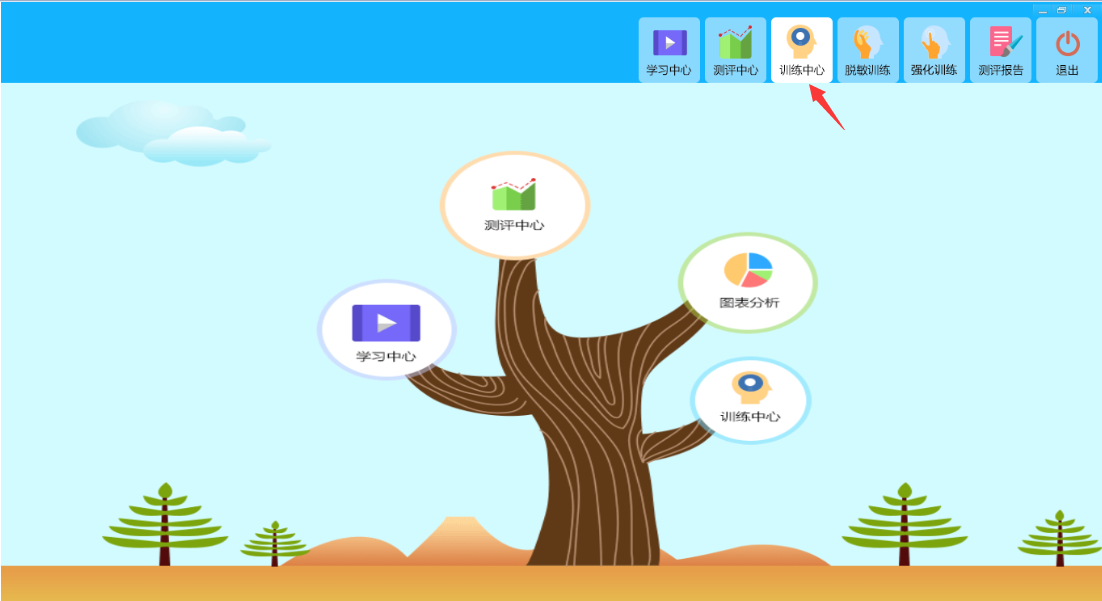 学习中心
测评中心
训练中心
脱敏训练
强化训练
测评报告
退出
测评中心
图表分析
学习中心
训练中心